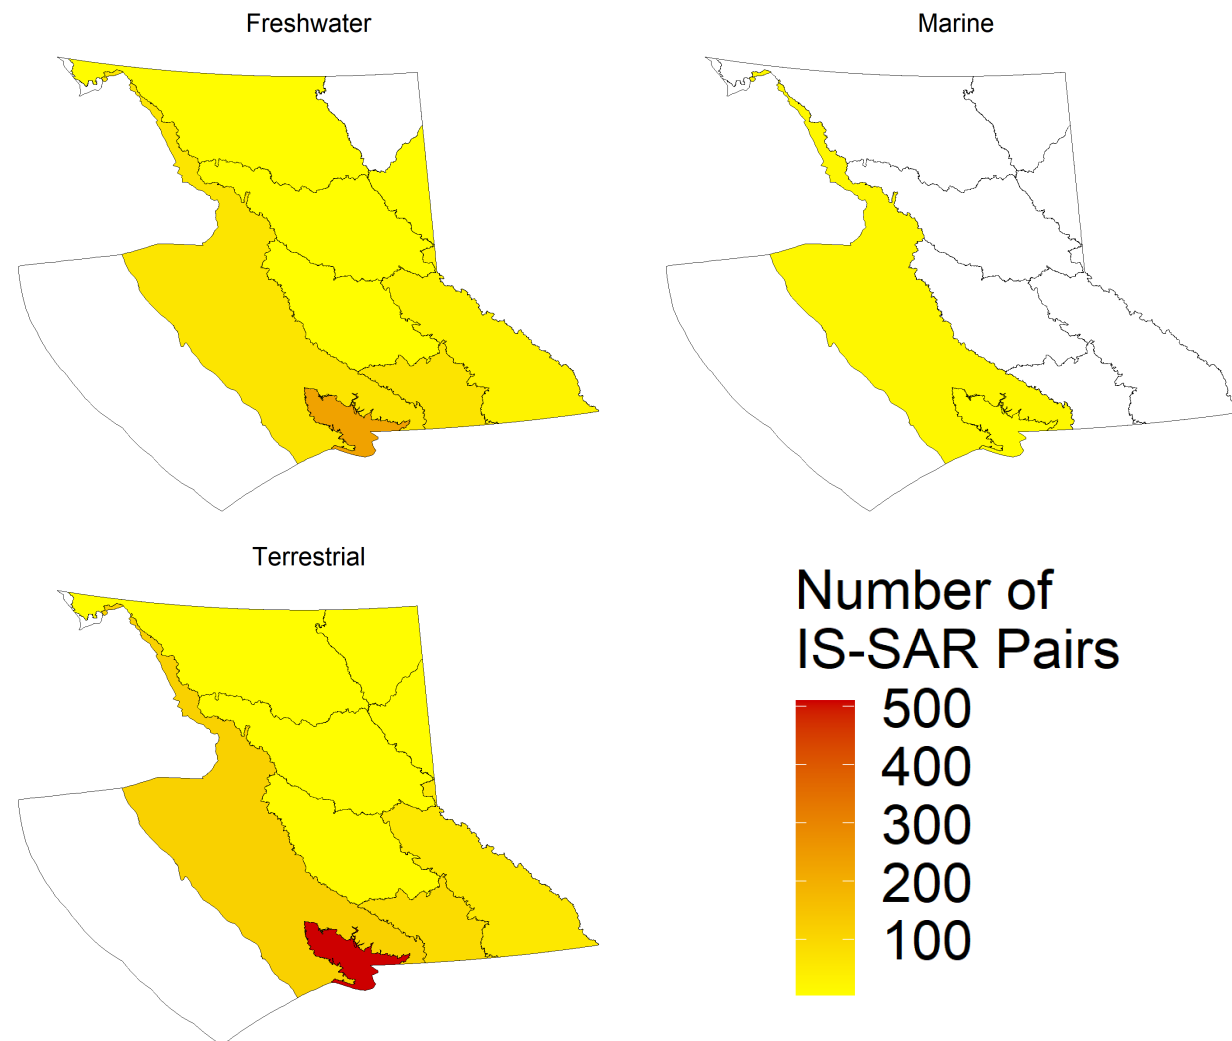 Freshwater
Marine
Terrestrial
Number of
IS-SAR Pairs
500
400
300
200
100